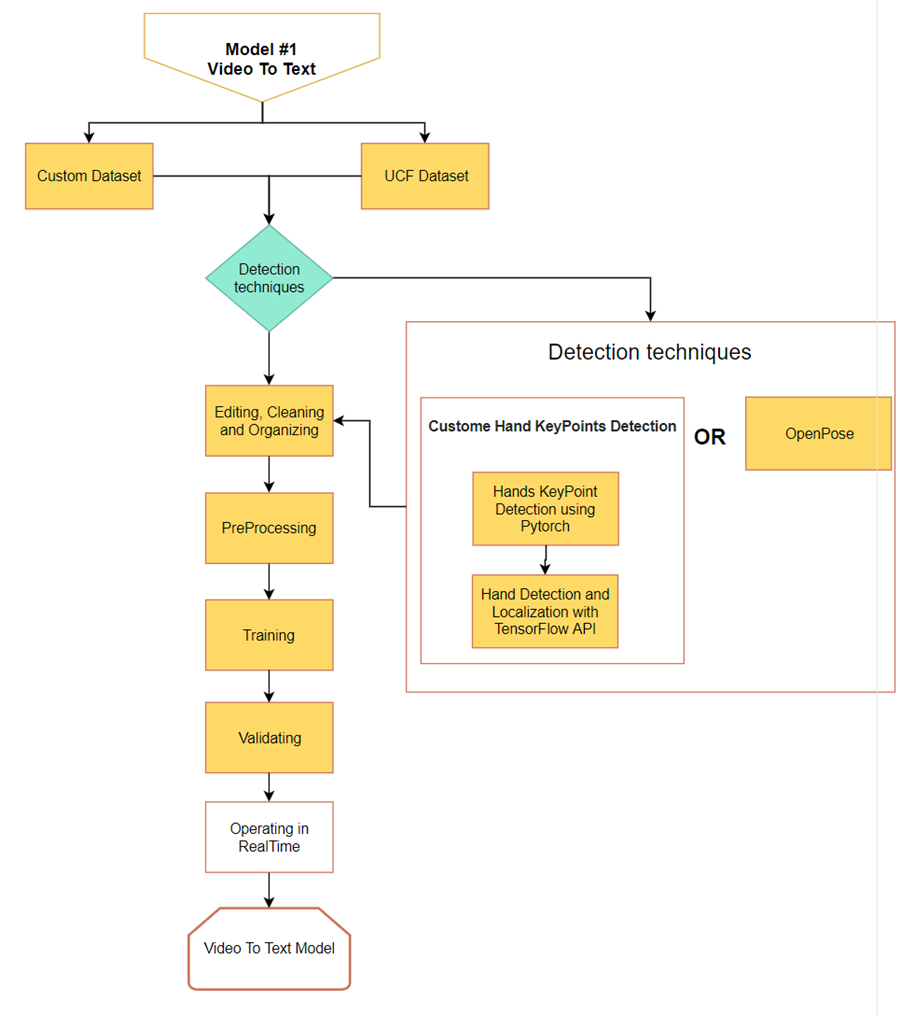 Model #1
Video To Text
Custom Dataset
UCF Dataset
Detection
techniques
Detection techniques
Editing, Cleaning
and Organizing
Custome Hand KeyPoints Detection
OR
OpenPose
Hands KeyPoint
Detection using
Pytorch
PreProcessing
Hand Detection and
Localization with
TensorFlow API
Training
Validating
Operating in
RealTime
Video To Text Model